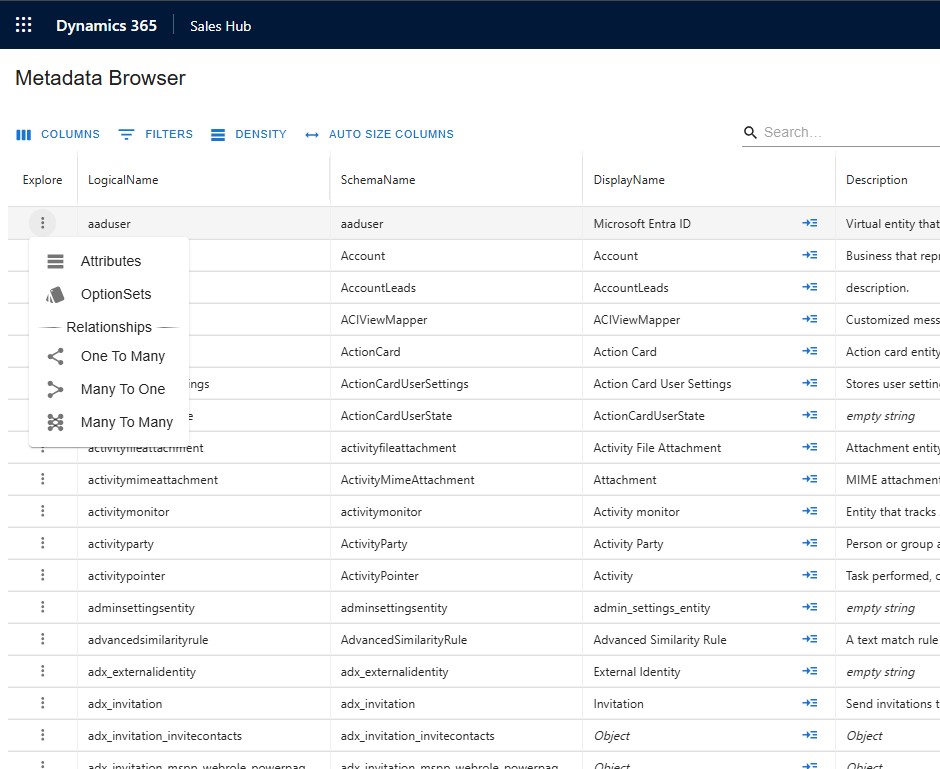 Dynamics 365 Sales Hub
Metadata Browser
COLUMNS FILTERS DENSITY AUTO SIZE COLUMNS Search...
Explore LogicalName SchemaName DisplayName Description
aaduser aaduser Microsoft Entra ID Virtual entity that
Attributes
OptionSets
Relationships
One To Many
Many To One
Many To Many
Account Account Business that repr
AccountLeads AccountLeads description.
ACIViewMapper ACIViewMapper Customized mess
ActionCard Action Card Action card entity
ings ActionCardUserSettings Action Card User Settings Stores user settin
e ActionCardUserState ActionCardUserState empty string
activityfileattachment activityfileattachment Activity File Attachment Attachment entity
activitymimeattachment ActivityMimeAttachment Attachment MIME attachment
activitymonitor activitymonitor Activity monitor Entity that tracks
activityparty ActivityParty Activity Party Person or group a
activitypointer ActivityPointer Activity Task performed, o
adminsettingsentity adminsettingsentity admin_settings_entity empty string
advancedsimilarityrule AdvancedSimilarityRule Advanced Similarity Rule A text match rule
adx_externalidentity adx_externalidentity External Identity empty string
adx_invitation adx_invitation Invitation Send invitations t
adx_invitation_invitecontacts adx_invitation_invitecontacts Object Object
adx_invitation_mspp_webrole_powerpag adx_invitation_mspp_webrole_powerpag Object Object